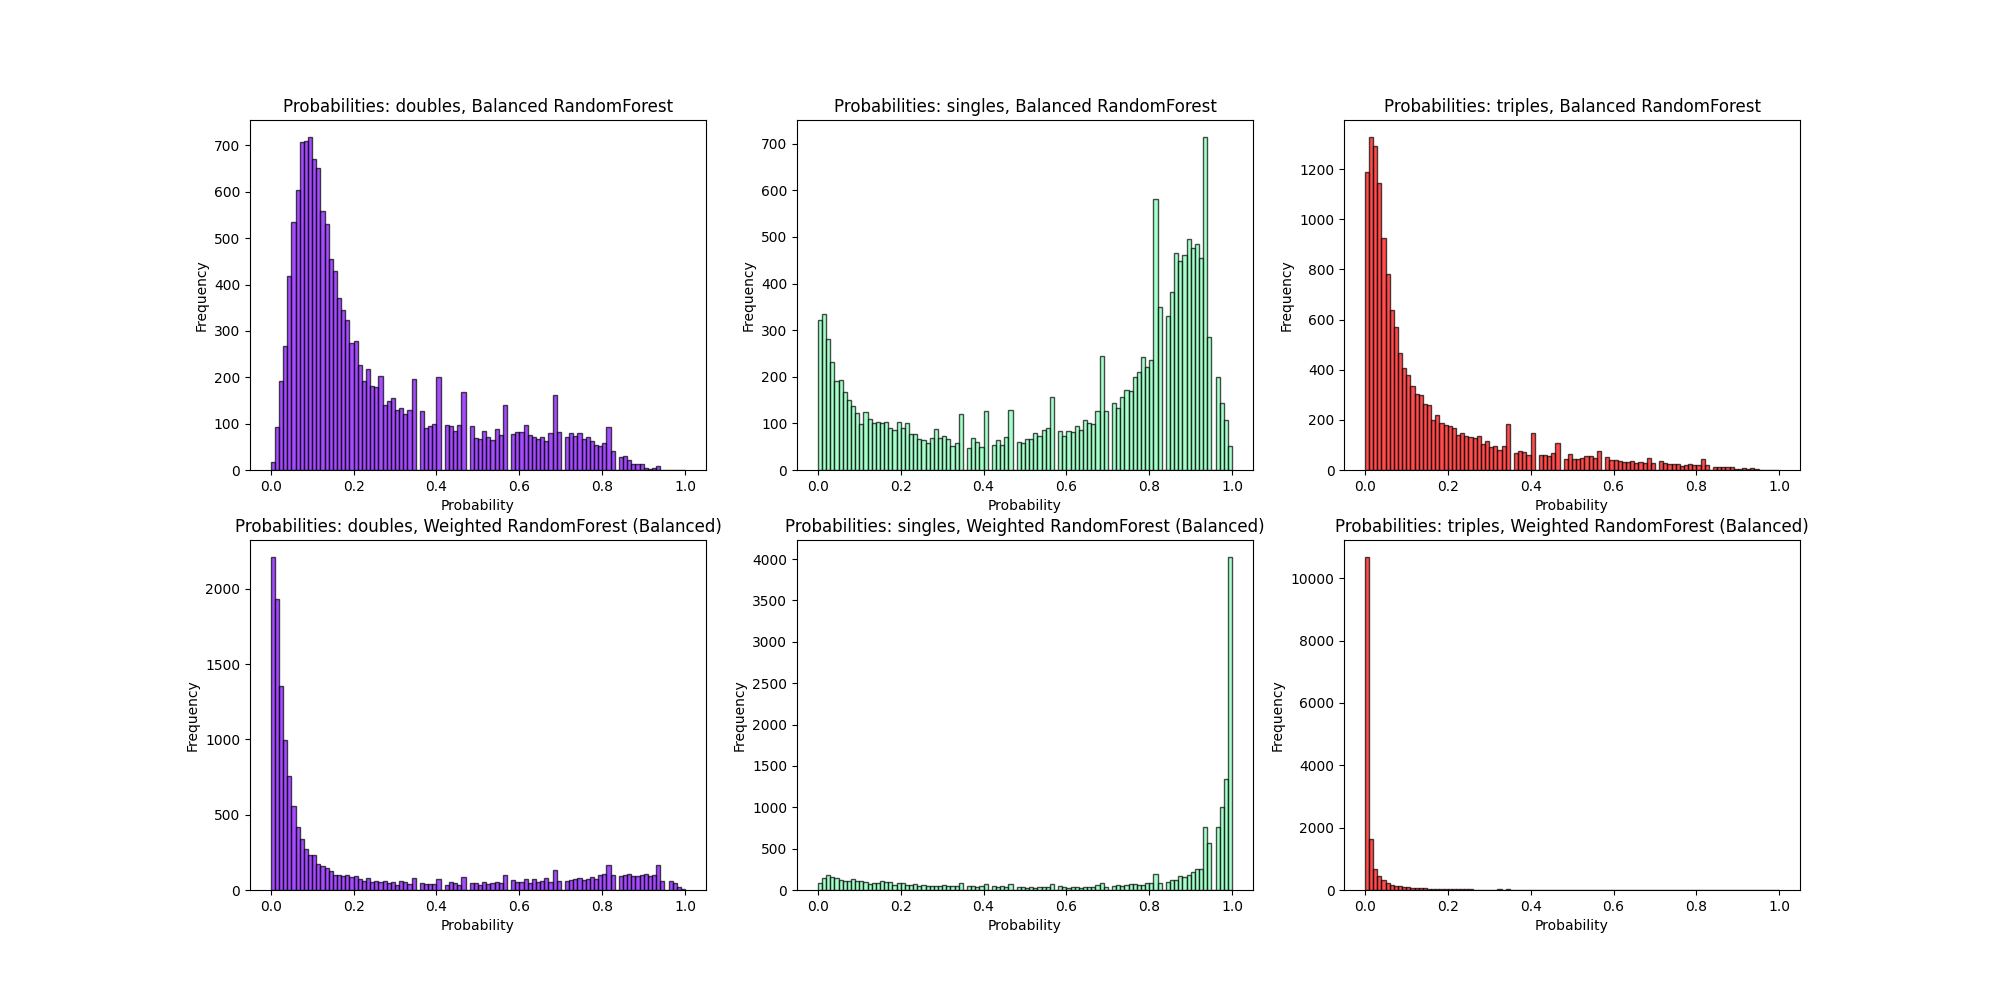 Probabilities: doubles, Balanced RandomForest
Frequency
700
600
500
400
300
200
100
0
0.0 0.2 0.4 0.6 0.8 1.0
Probability
Probabilities: singles, Balanced RandomForest
Frequency
700
600
500
400
300
200
100
0
0.0 0.2 0.4 0.6 0.8 1.0
Probability
Probabilities: triples, Balanced RandomForest
Frequency
1200
1000
800
600
400
200
0
0.0 0.2 0.4 0.6 0.8 1.0
Probability
Probabilities: doubles, Weighted RandomForest (Balanced)
Frequency
2000
1500
1000
500
0
0.0 0.2 0.4 0.6 0.8 1.0
Probability
Probabilities: singles, Weighted RandomForest (Balanced)
Frequency
4000
3500
3000
2500
2000
1500
1000
500
0
0.0 0.2 0.4 0.6 0.8 1.0
Probability
Probabilities: triples, Weighted RandomForest (Balanced)
Frequency
10000
8000
6000
4000
2000
0
0.0 0.2 0.4 0.6 0.8 1.0
Probability